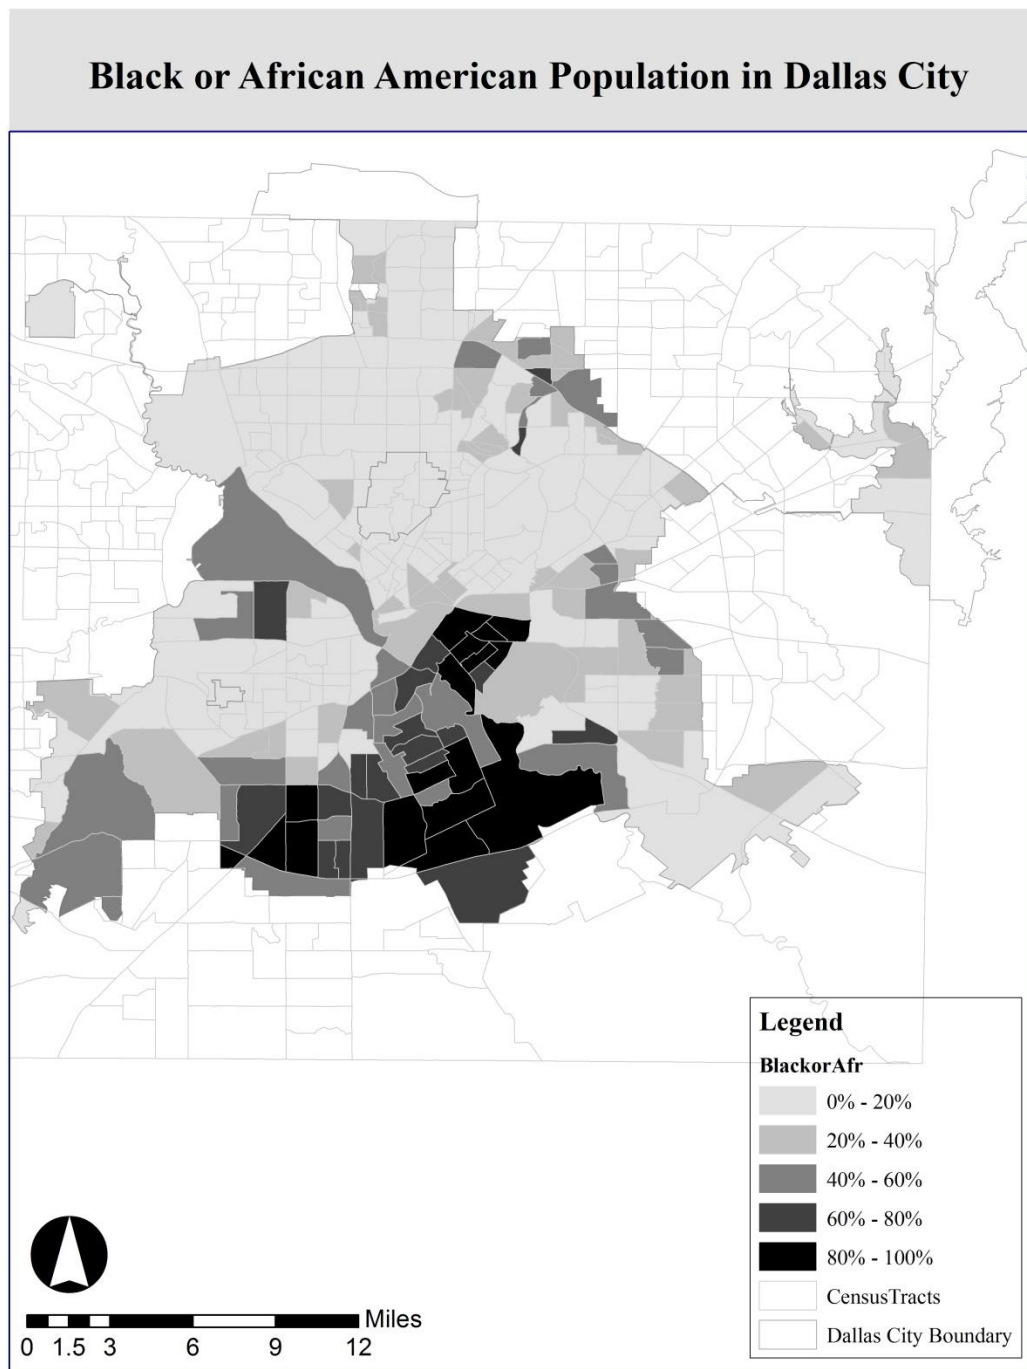 Black or African American Population in Dallas City
Legend
BlackorAfr
0% - 20%
20% - 40%
40% - 60%
60% - 80%
80% - 100%
CensusTracts
Dallas City Boundary
Miles
0 1.5 3 6 9 12